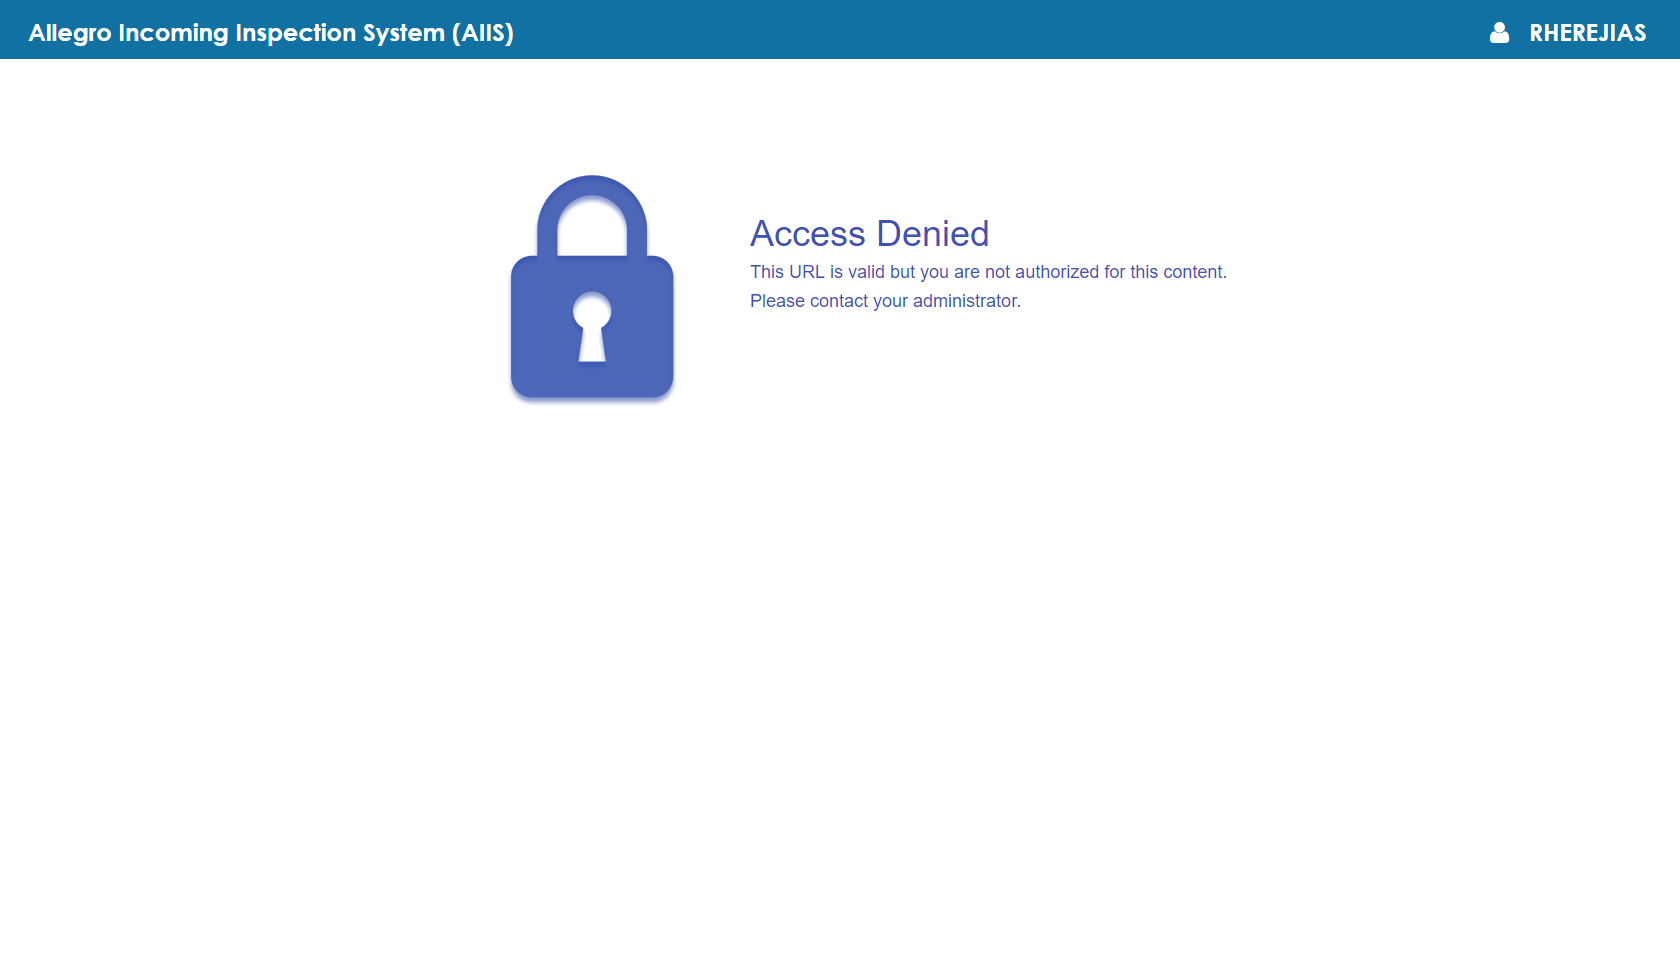 Allegro Incoming Inspection System (AIIS)
RHEREJIAS
Access Denied
This URL is valid but you are not authorized for this content.
Please contact your administrator.